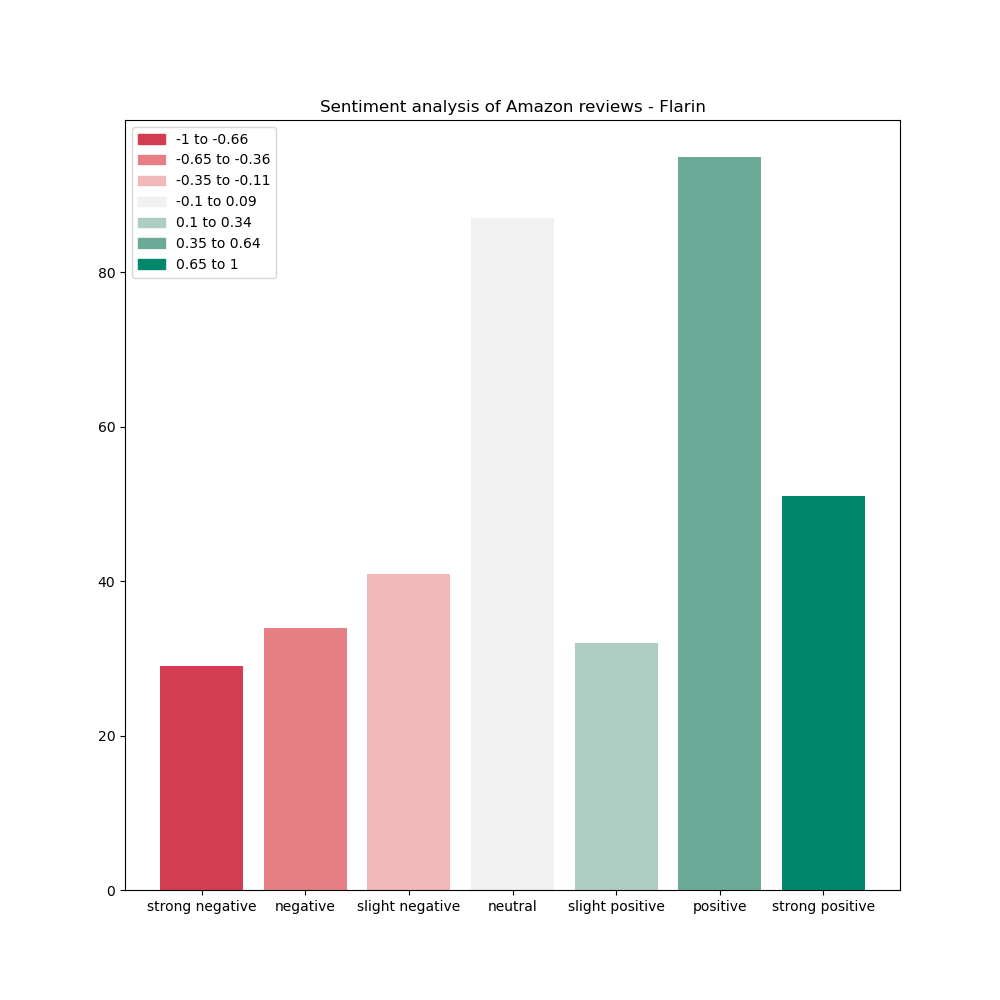 Sentiment analysis of Amazon reviews - Flarin
-1 to -0.66
-0.65 to -0.36
-0.35 to -0.11
-0.1 to 0.09
0.1 to 0.34
0.35 to 0.64
0.65 to 1
80
60
40
20
0
strong negative negative slight negative neutral slight positive positive strong positive